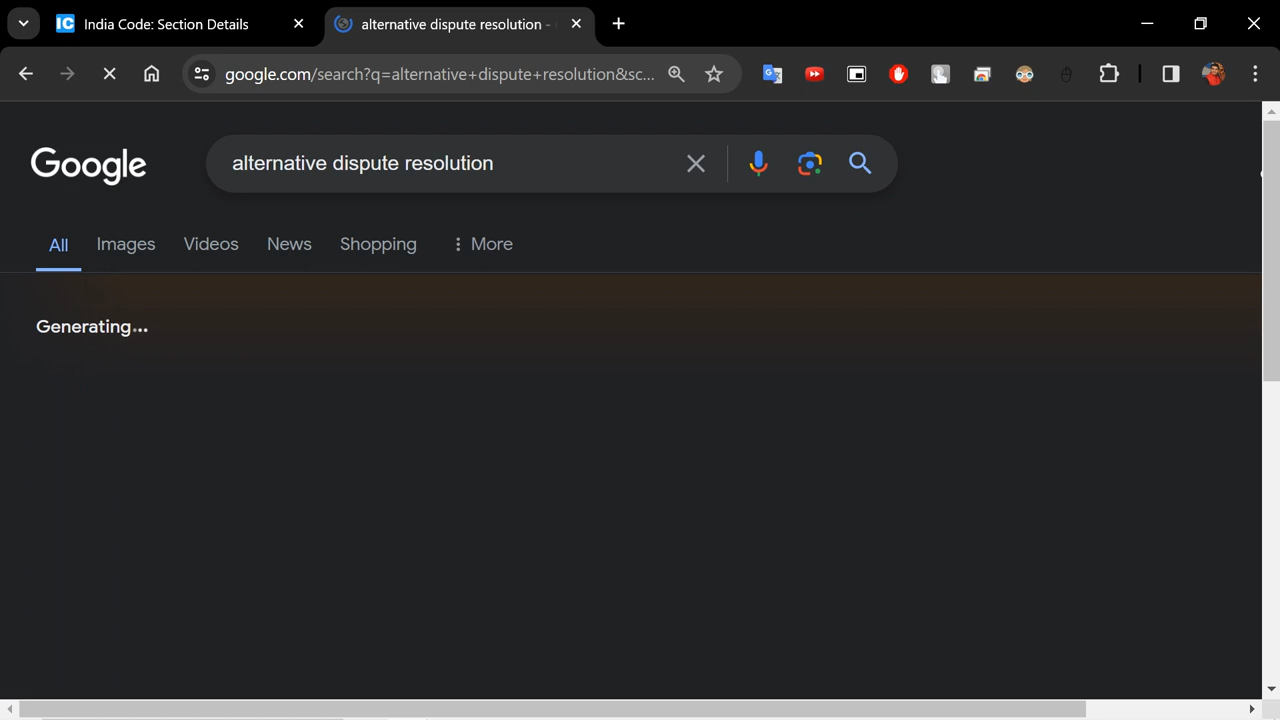 India Code: Section Details
alternative dispute resolution -
google.com/search?q=alternative+dispute+resolution&sc...
Google
alternative dispute resolution
All
Images
Videos
News
Shopping
More
Generating...